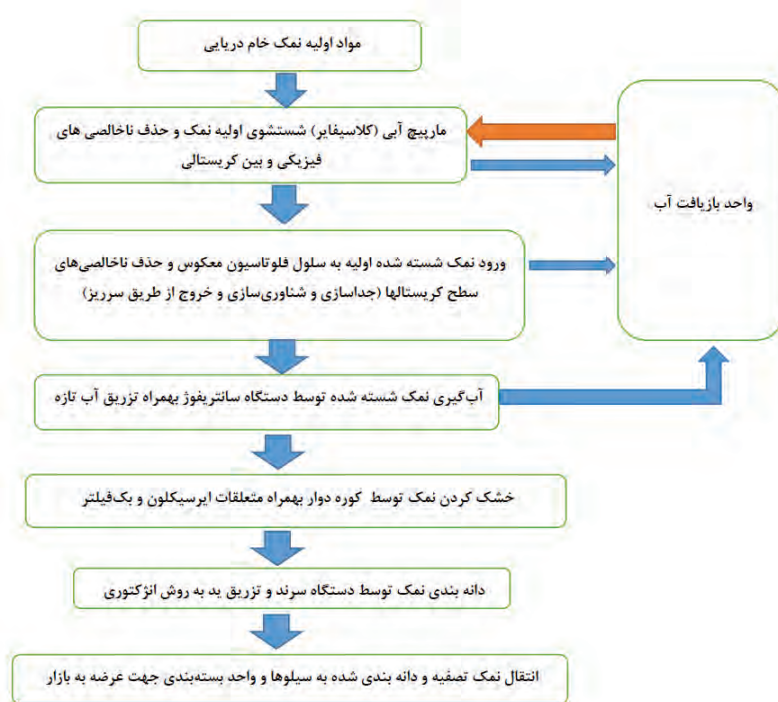 مواد اولیه نمک خام دریایی
مارپیچ آبی (کلاسیفایر) شستشوی اولیه نمک و حذف ناخالصی های
فیزیکی و بین کریستالی
واحد بازیافت آب
ورود نمک شسته شده اولیه به سلول فلوتاسیون معکوس و حذف ناخالصی‌های
سطح کریستالها (جداسازی و شناوری‌سازی و خروج از طریق سرریز)
آب‌گیری نمک شسته شده توسط دستگاه سانتریفوژ بهمراه تزریق آب تازه
خشک کردن نمک توسط کوره دوار بهمراه متعلقات ایرسیکلون و بک‌فیلتر
دانه بندی نمک توسط دستگاه سرند و تزریق ید به روش انژکتوری
انتقال نمک تصفیه و دانه بندی شده به سیلوها و واحد بسته‌بندی جهت عرضه به بازار